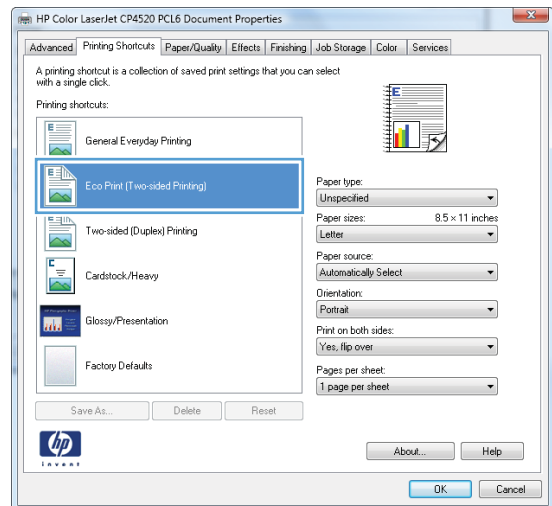 HP Color LaserJet CP4520 PCL6 Document Properties
Advanced Printing Shortcuts Paper/Quality Effects Finishing Job Storage Color Services
A printing shortcut is a collection of saved print settings that you can select
with a single click.
Printing shortcuts:
E
General Everyday Printing
E
Eco Print (Two-sided Printing)
E
Two-sided (Duplex) Printing
C
Cardstock/Heavy
Glossy/Presentation
Factory Defaults
Save As... Delete Reset
E
Paper type:
Unspecified
Paper sizes: 8.5 × 11 inches
Letter
Paper source:
Automatically Select
Orientation:
Portrait
Print on both sides:
Yes, flip over
Pages per sheet:
1 page per sheet
hp
invent
About... Help
OK Cancel